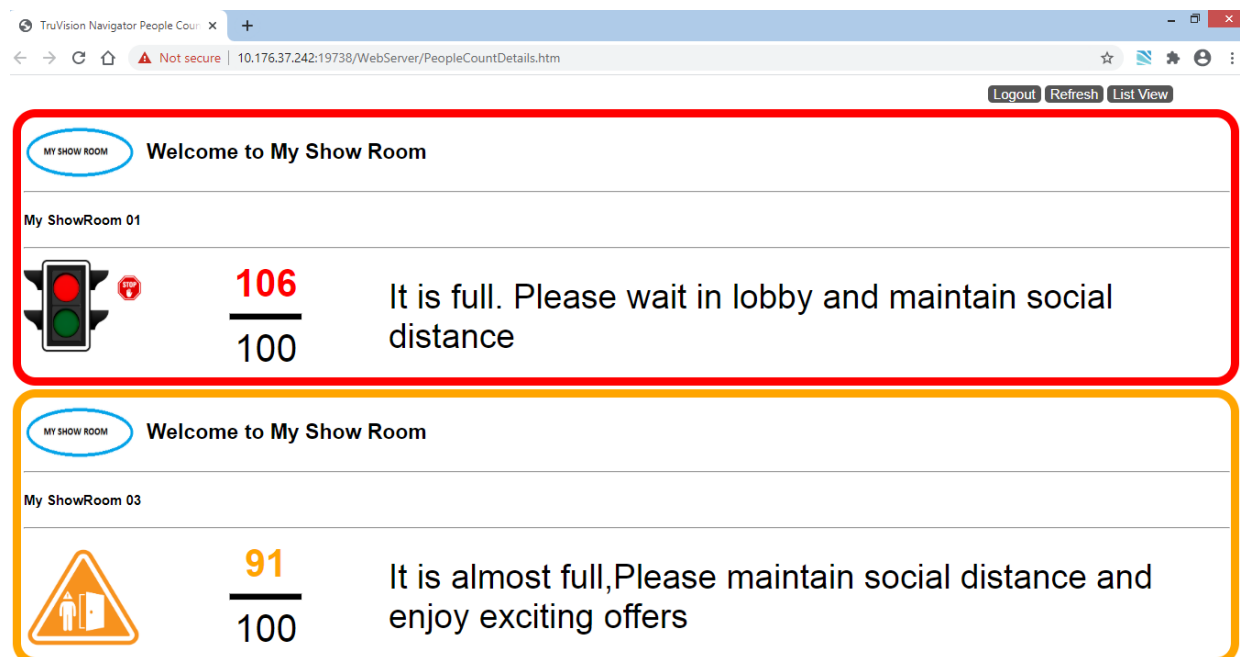 TruVision Navigator People Coun
Not secure | 10.176.37.242:19738/WebServer/PeopleCountDetails.htm
Logout Refresh List View
MY SHOW ROOM Welcome to My Show Room
My ShowRoom 01
STOP
106
100
It is full. Please wait in lobby and maintain social
distance
MY SHOW ROOM Welcome to My Show Room
My ShowRoom 03
91
100
It is almost full,Please maintain social distance and
enjoy exciting offers